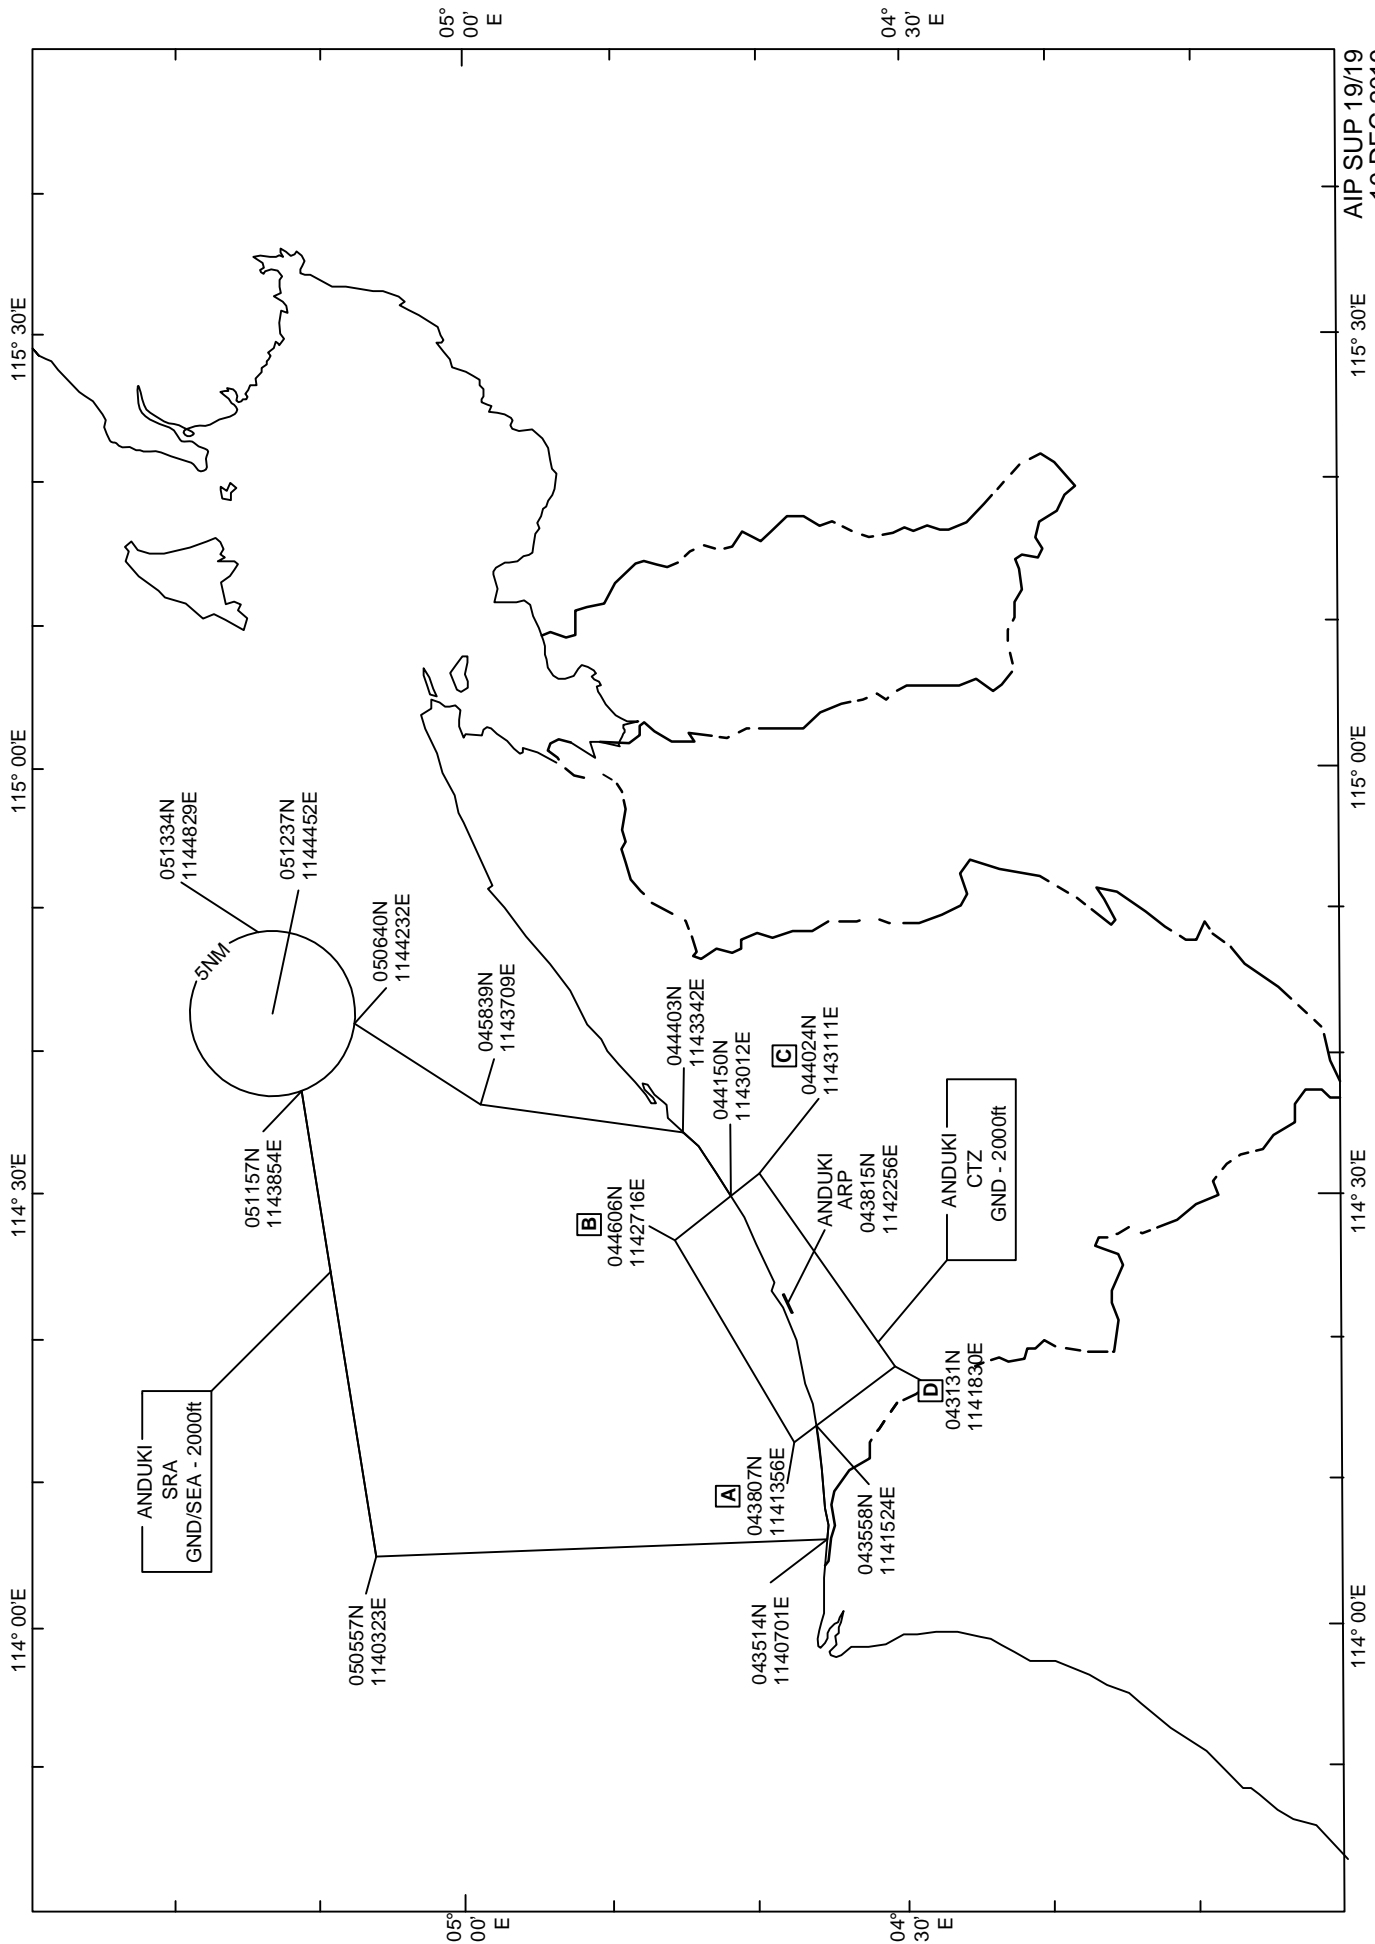 115° 30'E
115° 00'E
114° 30'E
114° 00'E
05°
00'
E
04°
30'
E
05°
00'
E
04°
30'
E
115° 30'E
115° 00'E
114° 30'E
114° 00'E
051334N
1144829E
051237N
1144452E
5NM
050640N
1144232E
051157N
1143854E
045839N
1143709E
044403N
1143342E
044150N
1143012E
C
044024N
1143111E
B
044606N
1142716E
ANDUKI
ARP
043815N
1142256E
ANDUKI
CTZ
GND - 2000ft
ANDUKI
SRA
GND/SEA - 2000ft
A
043807N
1141356E
D
043131N
1141830E
043558N
1141524E
043514N
1140701E
050557N
1140323E
AIP SUP 19/19